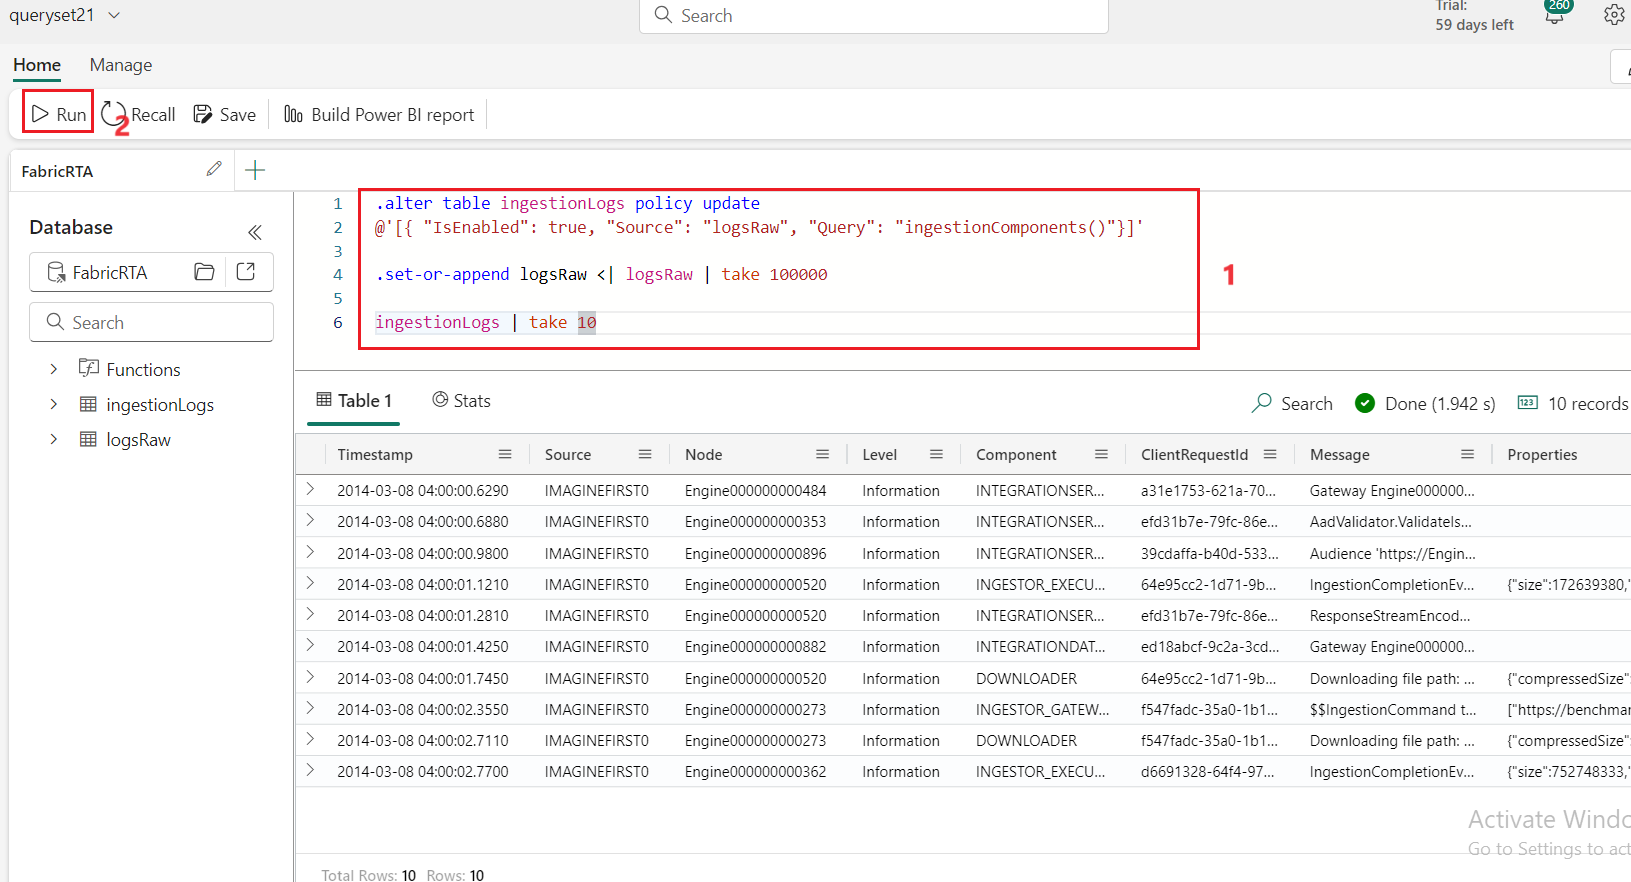 queryset21
Search
Trial:
59 days left
260
Home Manage
Run 2 Recall Save Build Power BI report
FabricRTA
Database
FabricRTA
Search
Functions
ingestionLogs
logsRaw
1 .alter table ingestionLogs policy update
2 @'[{ "IsEnabled": true, "Source": "logsRaw", "Query": "ingestionComponents()"}]'
3
4 .set-or-append logsRaw <| logsRaw | take 100000
5
6 ingestionLogs | take 10
1
Table 1 Stats Search Done (1.942 s) 123 10 records
Timestamp Source Node Level Component ClientRequestId Message Properties
2014-03-08 04:00:00.6290 IMAGINEFIRST0 Engine000000000484 Information INTEGRATIONSER... a31e1753-621a-70... Gateway Engine000000...
2014-03-08 04:00:00.6880 IMAGINEFIRST0 Engine000000000353 Information INTEGRATIONSER... efd31b7e-79fc-86e... AadValidator.ValidateIs...
2014-03-08 04:00:00.9800 IMAGINEFIRST0 Engine000000000896 Information INTEGRATIONSER... 39cdaffa-b40d-533... Audience 'https://Engin...
2014-03-08 04:00:01.1210 IMAGINEFIRST0 Engine000000000520 Information INGESTOR_EXECU... 64e95cc2-1d71-9b... IngestionCompletionEv... {"size":172639380,"
2014-03-08 04:00:01.2810 IMAGINEFIRST0 Engine000000000520 Information INTEGRATIONSER... efd31b7e-79fc-86e... ResponseStreamEncod...
2014-03-08 04:00:01.4250 IMAGINEFIRST0 Engine000000000882 Information INTEGRATIONDAT... ed18abcf-9c2a-3cd... Gateway Engine000000...
2014-03-08 04:00:01.7450 IMAGINEFIRST0 Engine000000000520 Information DOWNLOADER 64e95cc2-1d71-9b... Downloading file path: ... {"compressedSize"
2014-03-08 04:00:02.3550 IMAGINEFIRST0 Engine000000000273 Information INGESTOR_GATEW... f547fadc-35a0-1b1... $$IngestionCommand t... ["https://benchmar
2014-03-08 04:00:02.7110 IMAGINEFIRST0 Engine000000000273 Information DOWNLOADER f547fadc-35a0-1b1... Downloading file path: ... {"compressedSize"
2014-03-08 04:00:02.7700 IMAGINEFIRST0 Engine000000000362 Information INGESTOR_EXECU... d6691328-64f4-97... IngestionCompletionEv... {"size":752748333,"
Activate Windo
Go to Settings to act
Total Rows: 10 Rows: 10